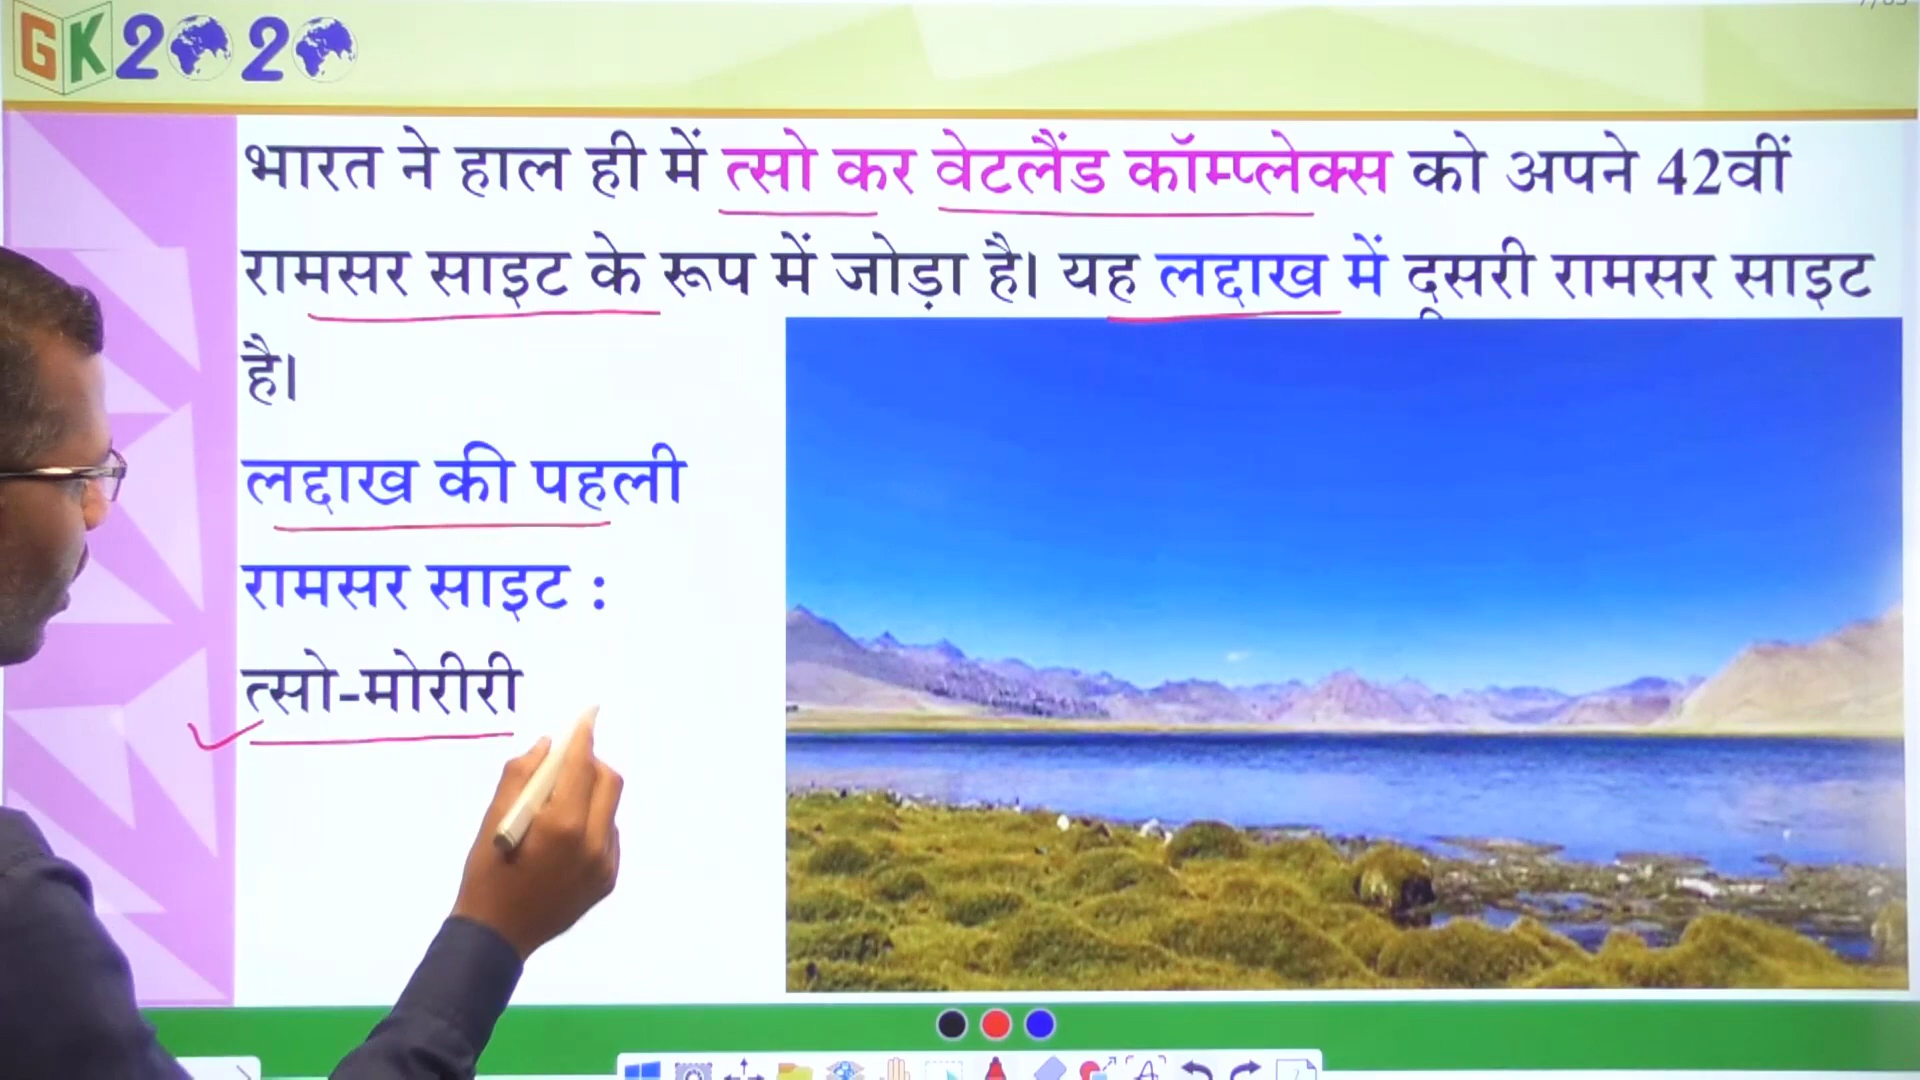 GK2020
भारत ने हाल ही में त्सो कर वेटलैंड कॉम्प्लेक्स को अपने 42वीं
रामसर साइट के रूप में जोड़ा है। यह लद्दाख में दूसरी रामसर साइट
है।
लद्दाख की पहली
रामसर साइट :
त्सो-मोरीरी